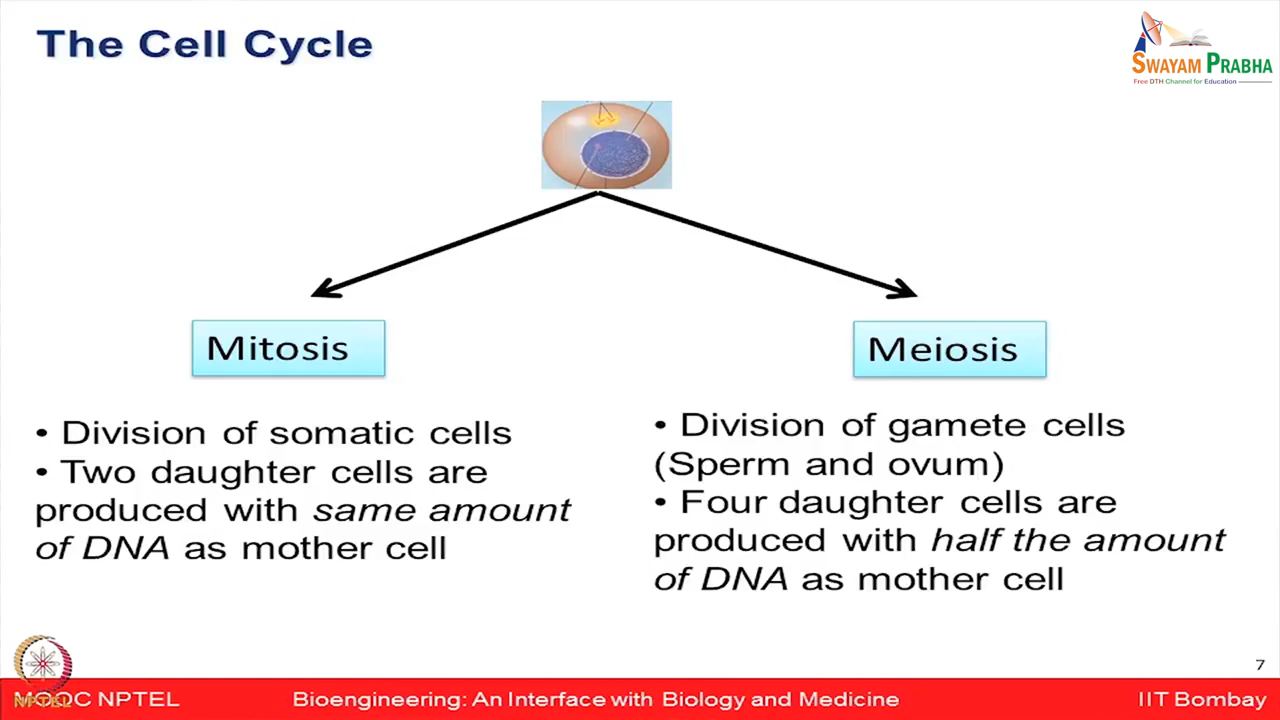 The Cell Cycle
SWAYAM PRABHA
Free DTH Channel for Education
Mitosis
• Division of somatic cells
• Two daughter cells are
produced with same amount
of DNA as mother cell
Meiosis
• Division of gamete cells
(Sperm and ovum)
• Four daughter cells are
produced with half the amount
of DNA as mother cell
7
MOOC NPTEL
NPTEL
Bioengineering: An Interface with Biology and Medicine
IIT Bombay